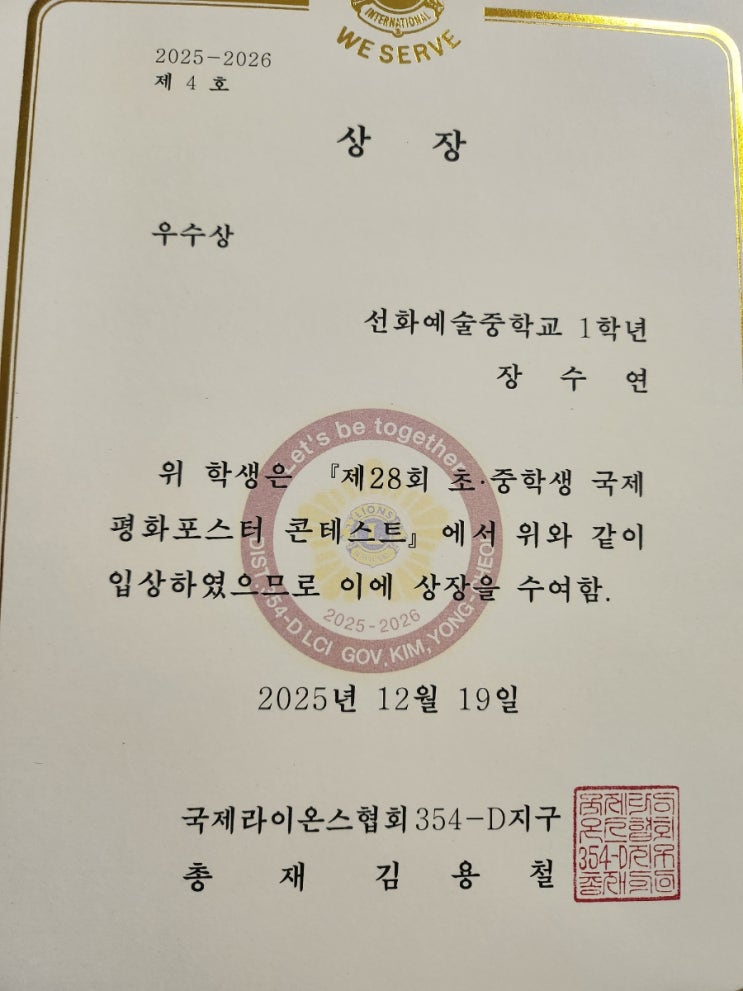 INTERNATIONAL
WE SERVE
2025-2026
제 4 호
상 장
우수상
선화예술중학교 1학년
장 수 연
위 학생은 『제28회 초·중학생 국제
평화포스터 콘테스트』에서 위와 같이
입상하였으므로 이에 상장을 수여함.
Let's be together
LIONS
2025-2026
354-D LCI GOV. KIM, YONG-
2025년 12월 19일
국제라이온스협회 354-D지구
총 재 김 용 철
354-D